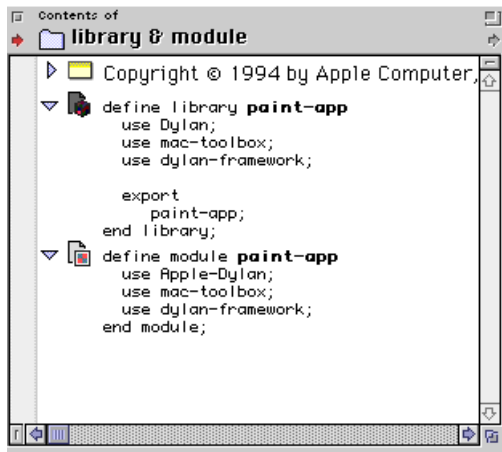 Contents of
library & module
Copyright © 1994 by Apple Computer,
define library paint-app
use Dylan;
use mac-toolbox;
use dylan-framework;
export
paint-app;
end library;
define module paint-app
use Apple-Dylan;
use mac-toolbox;
use dylan-framework;
end module;